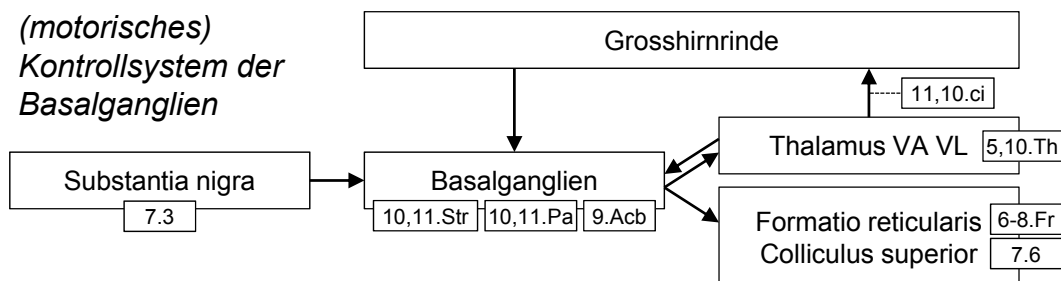 (motorisches)
Kontrollsystem der
Basalganglien
Grosshirnrinde
11,10.ci
Thalamus VA VL
5,10.Th
Substantia nigra
7.3
Basalganglien
10,11.Str
10,11.Pa
9.Acb
Formatio reticularis
6-8.Fr
Colliculus superior
7.6